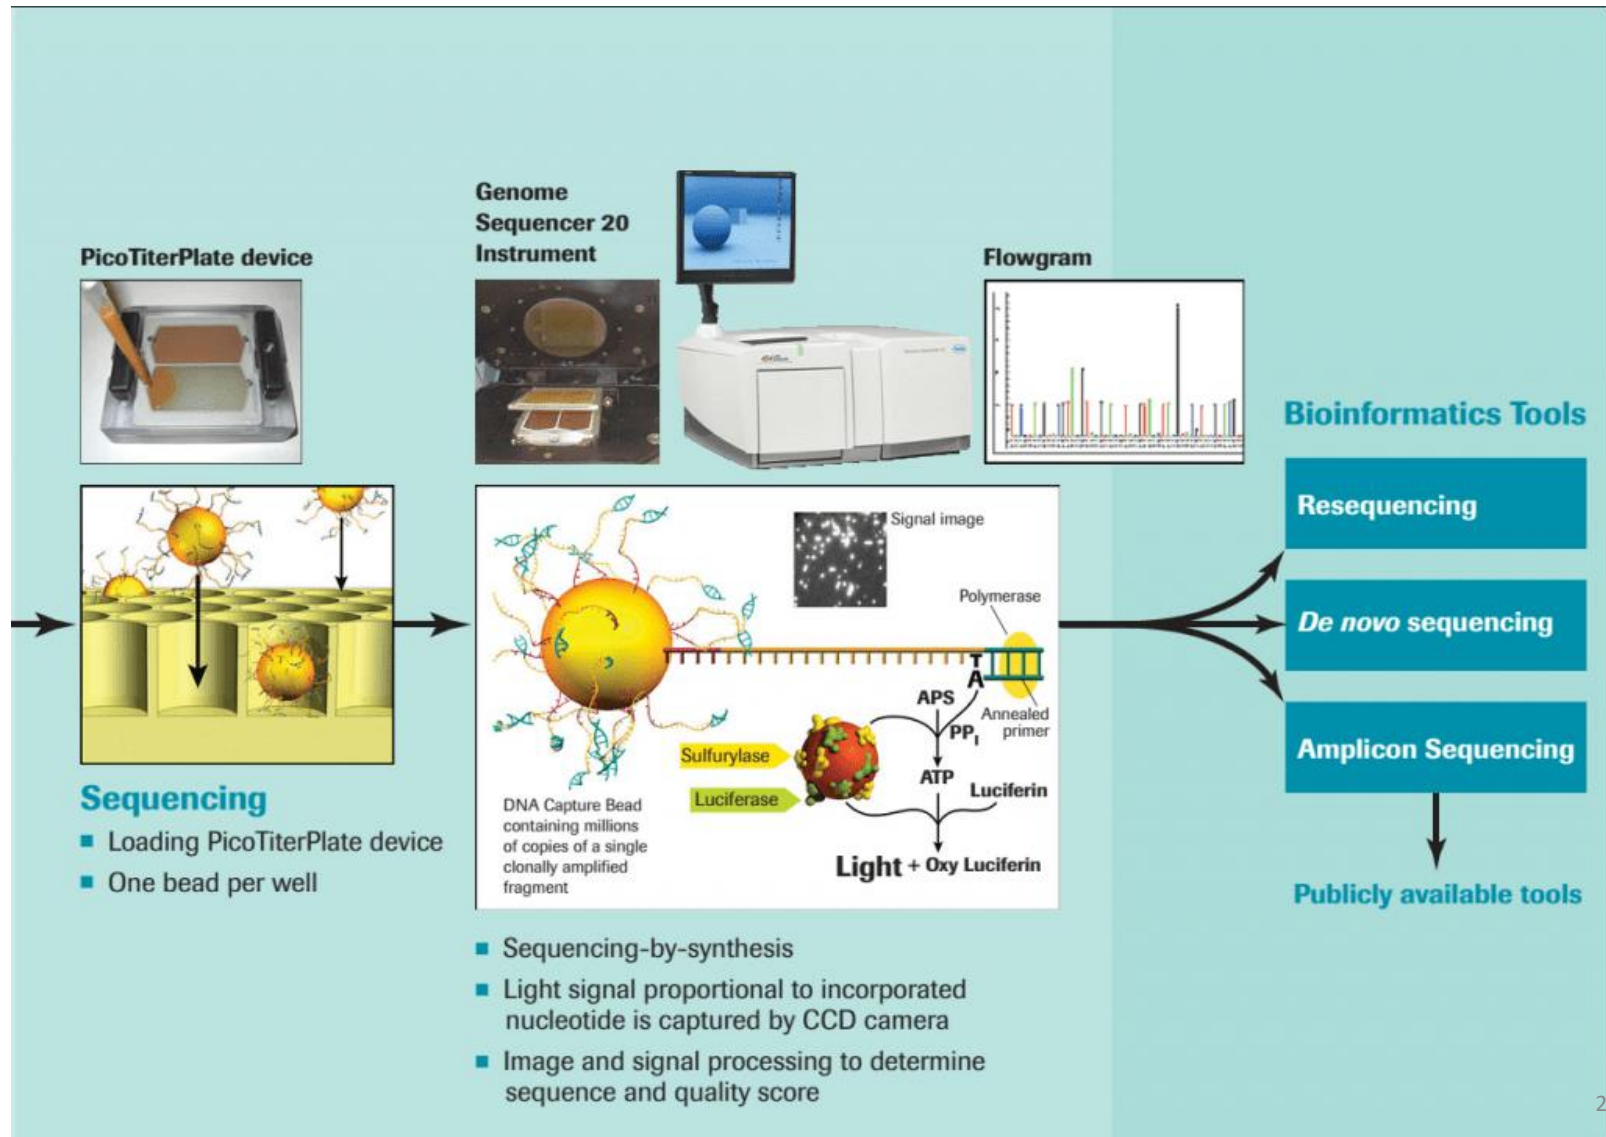 PicoTiterPlate device
Genome
Sequencer 20
Instrument
Flowgram
Signal image
Polymerase
T
A
APS
Annealed
primer
PPI
Sulfurylase
ATP
Luciferin
Luciferase
DNA Capture Bead
containing millions
of copies of a single
clonally amplified
fragment
Light + Oxy Luciferin
Sequencing
Loading PicoTiterPlate device
One bead per well
Sequencing-by-synthesis
Light signal proportional to incorporated
nucleotide is captured by CCD camera
Image and signal processing to determine
sequence and quality score
Bioinformatics Tools
Resequencing
De novo sequencing
Amplicon Sequencing
Publicly available tools
2